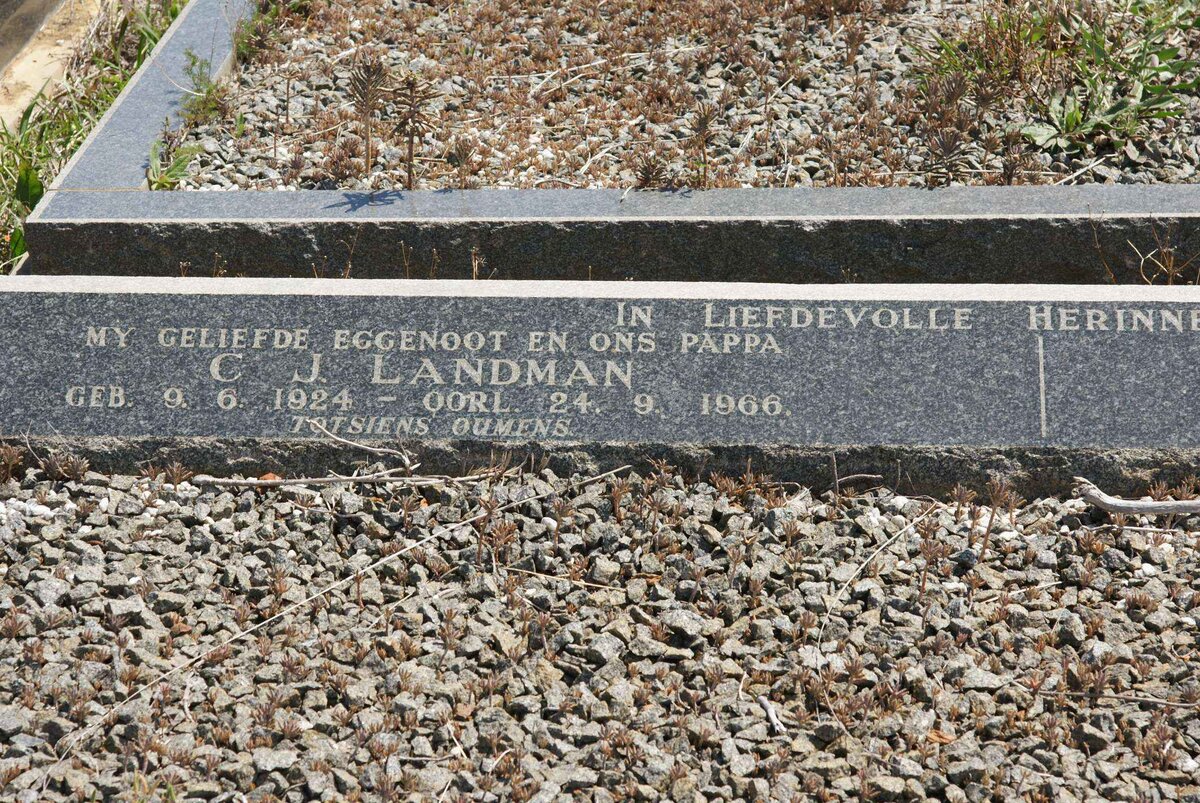 IN LIEFDEVOLLE HERINNE
MY GELIEFDE EGGENOOT EN ONS PAPPA
C J. LANDMAN
GEB. 9. 6. 1924 - OORL. 24. 9. 1966.
TOTSIENS OUMENS.